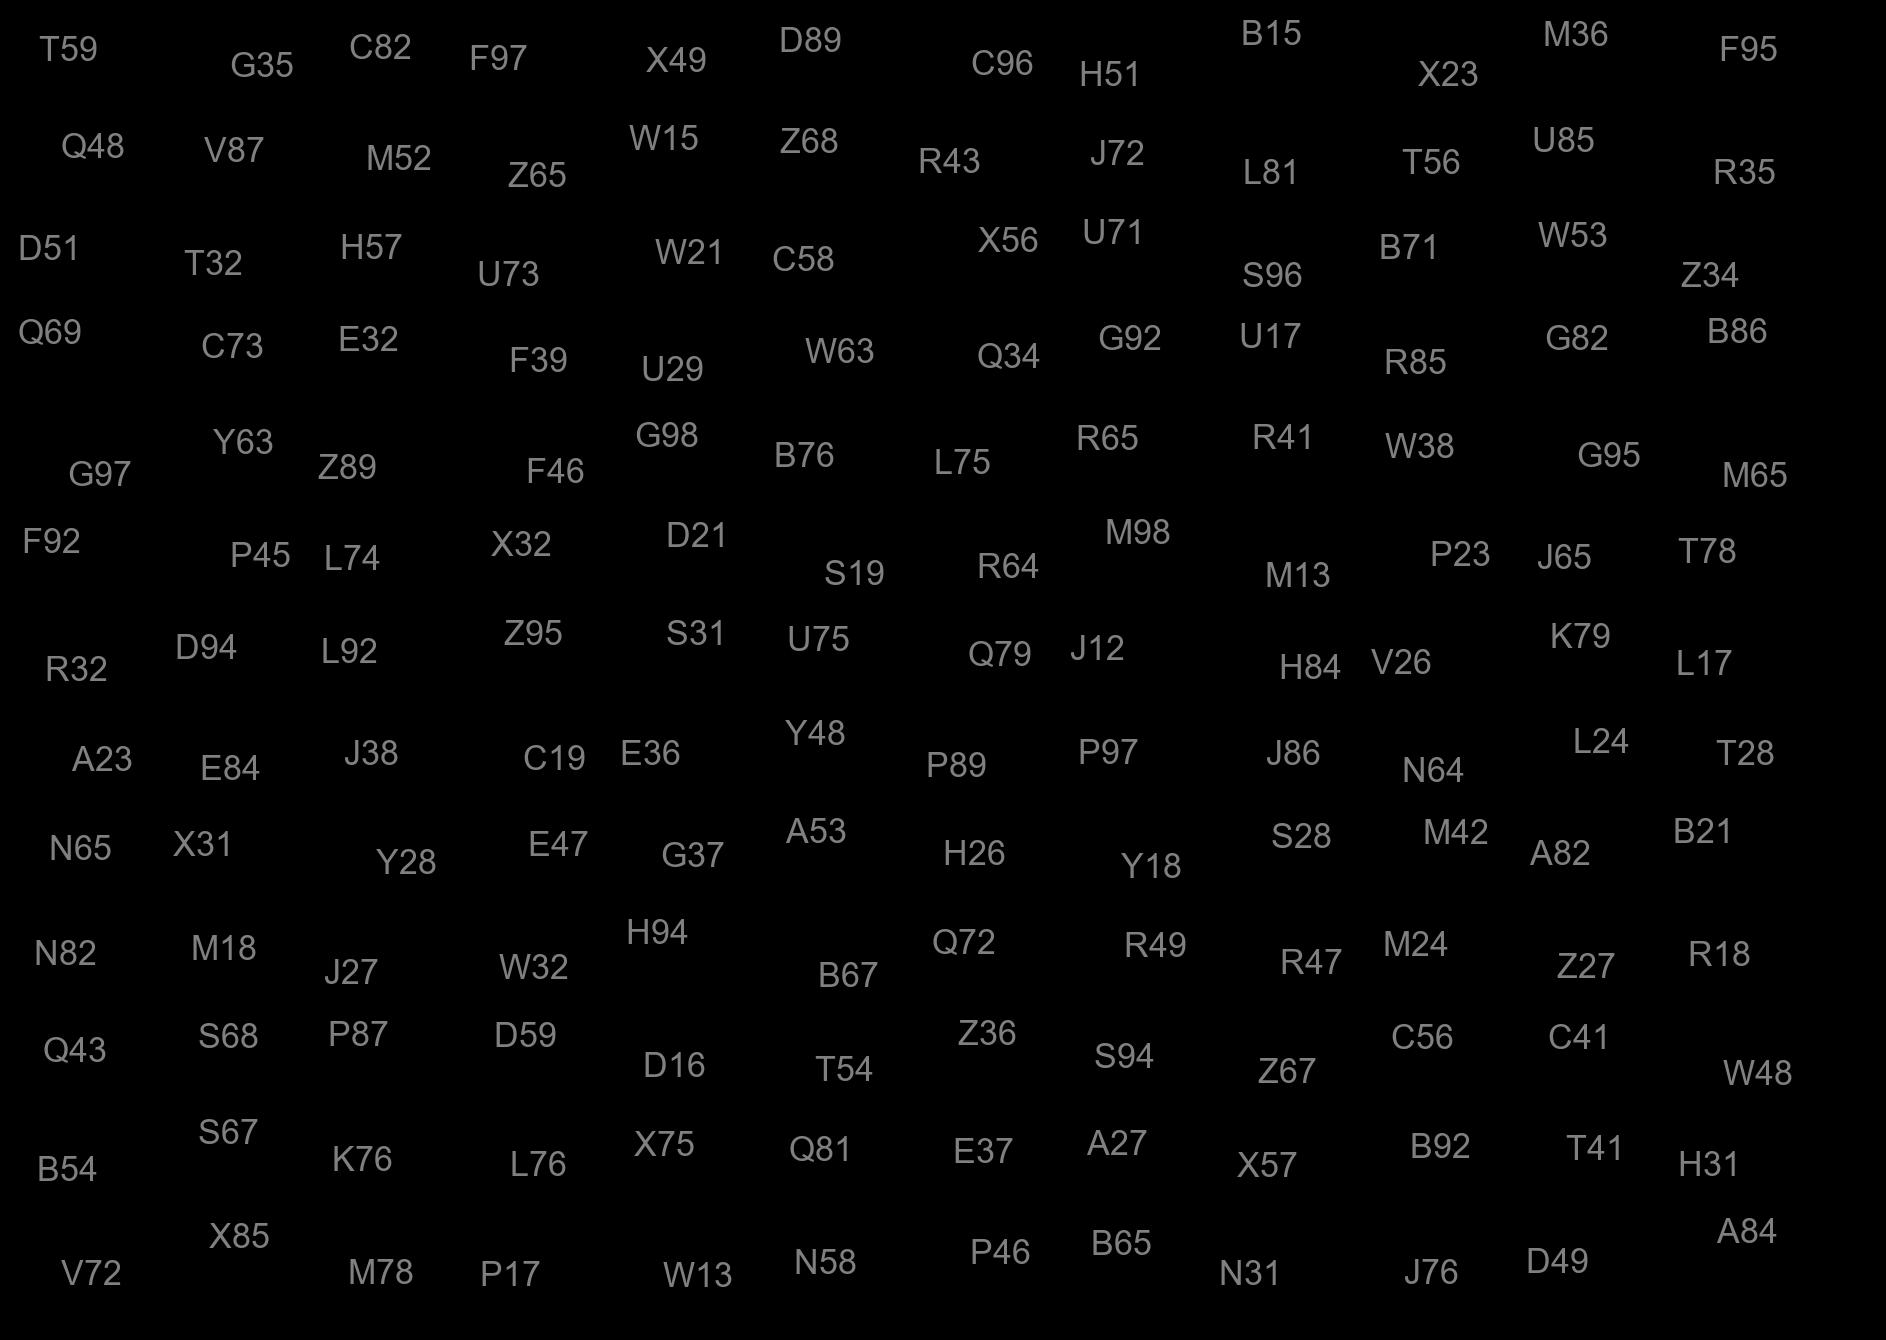 T59 G35 C82 F97 X49 D89 C96 H51 B15 X23 M36 F95
Q48 V87 M52 Z65 W15 Z68 R43 J72 L81 T56 U85 R35
D51 T32 H57 U73 W21 C58 X56 U71 S96 B71 W53 Z34
Q69 C73 E32 F39 U29 W63 Q34 G92 U17 R85 G82 B86
G97 Y63 Z89 F46 G98 B76 L75 R65 R41 W38 G95 M65
F92 P45 L74 X32 D21 S19 R64 M98 M13 P23 J65 T78
R32 D94 L92 Z95 S31 U75 Q79 J12 H84 V26 K79 L17
A23 E84 J38 C19 E36 Y48 P89 P97 J86 N64 L24 T28
N65 X31 Y28 E47 G37 A53 H26 Y18 S28 M42 A82 B21
N82 M18 J27 W32 H94 B67 Q72 R49 R47 M24 Z27 R18
Q43 S68 P87 D59 D16 T54 Z36 S94 Z67 C56 C41 W48
B54 S67 K76 L76 X75 Q81 E37 A27 X57 B92 T41 H31
V72 X85 M78 P17 W13 N58 P46 B65 N31 J76 D49 A84